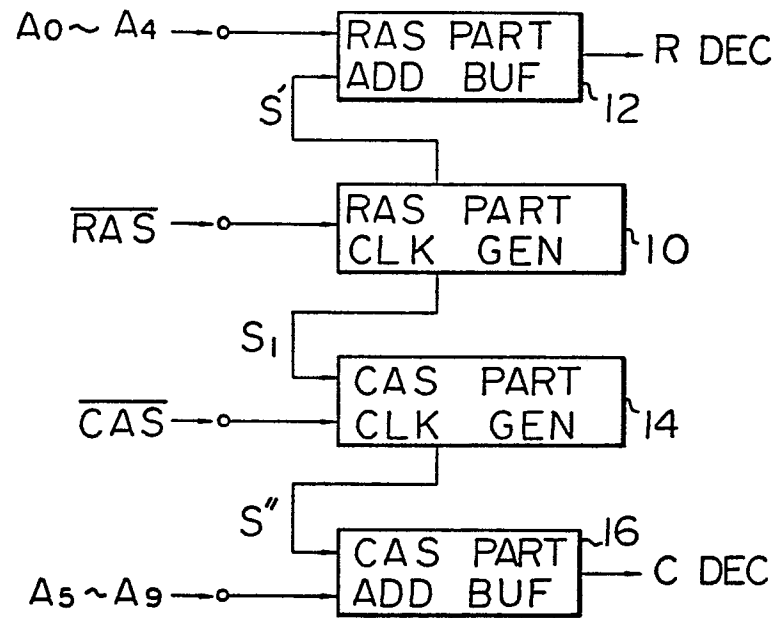 A0~A4
RAS PART
ADD BUF
R DEC
12
S'
RAS
RAS PART
CLK GEN
10
S1
CAS
CAS PART
CLK GEN
14
S"
16
CAS PART
ADD BUF
C DEC
A5~A9